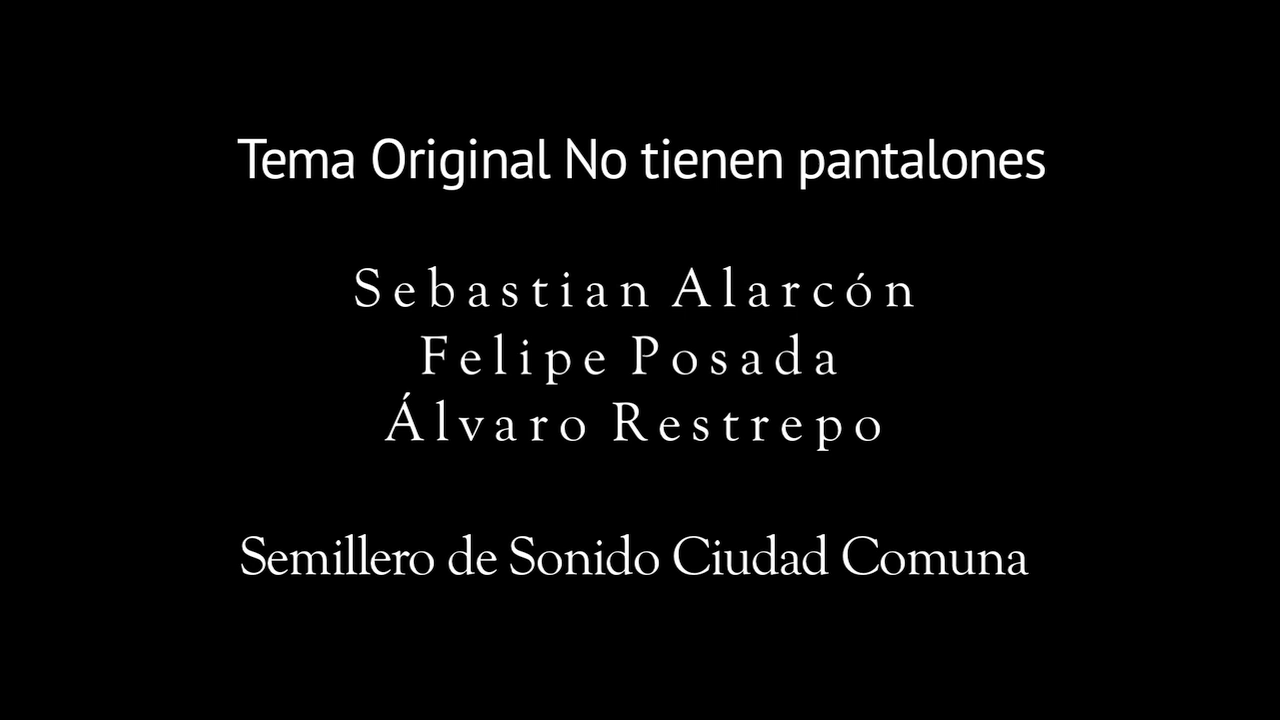 Tema Original No tienen pantalones
Sebastian Alarcón
Felipe Posada
Álvaro Restrepo
Semillero de Sonido Ciudad Comuna